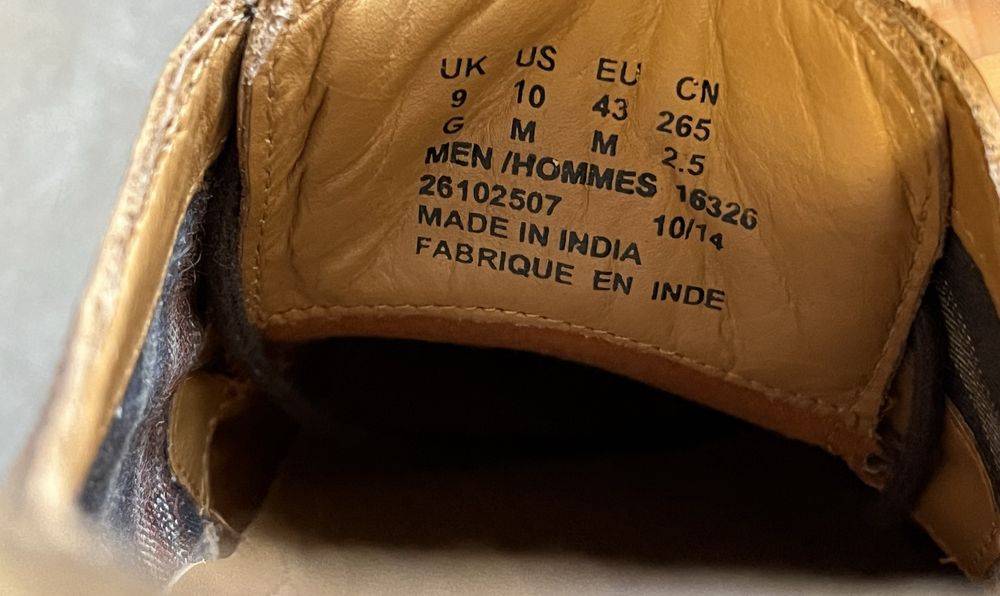 UK US EU CN
9 10 43 265
G M M 2.5
MEN /HOMMES 16326
26102507 10/14
MADE IN INDIA
FABRIQUE EN INDE